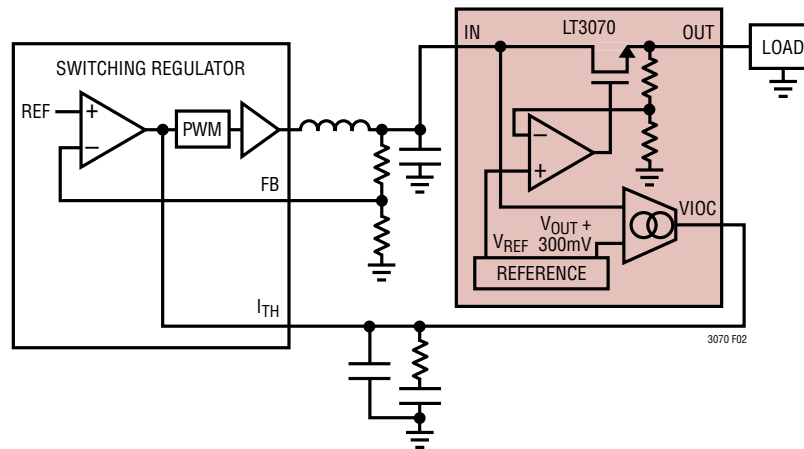 LT3070
IN
OUT
LOAD
SWITCHING REGULATOR
REF
+
−
PWM
FB
−
+
VIOC
VREF
VOUT +
300mV
REFERENCE
ITH
3070 F02